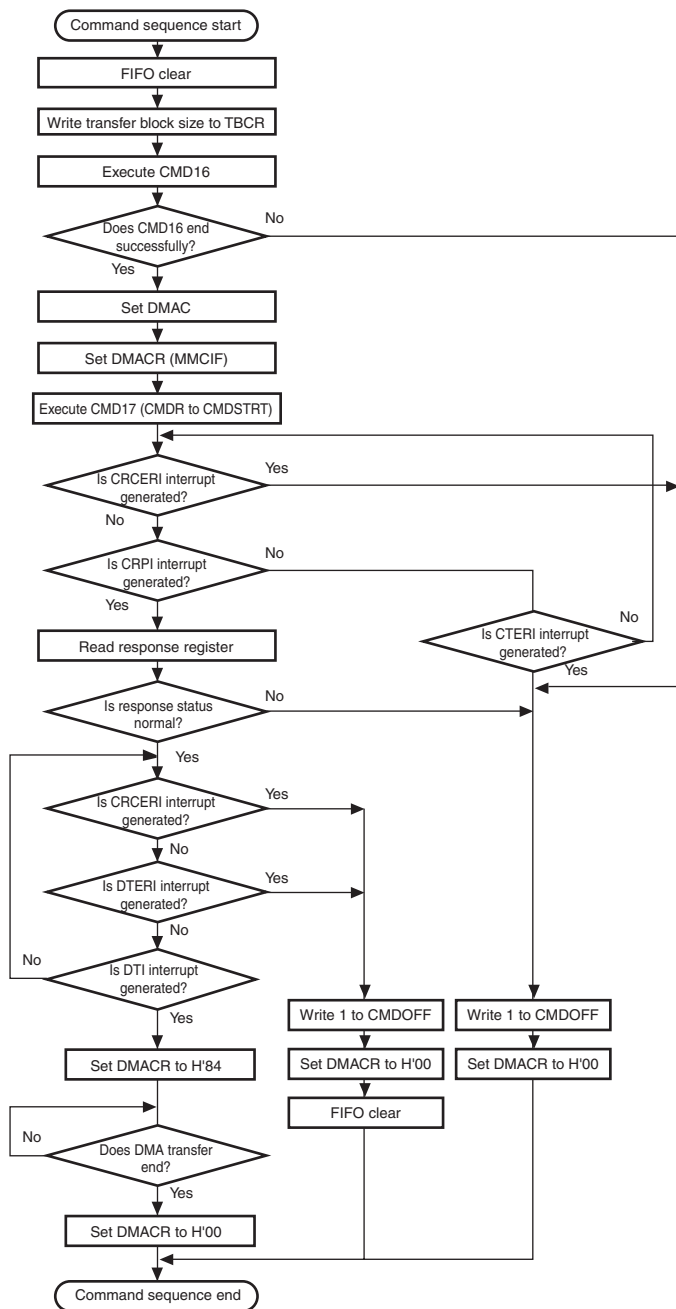 Command sequence start
FIFO clear
Write transfer block size to TBCR
Execute CMD16
No
Does CMD16 end
successfully?
Yes
Set DMAC
Set DMACR (MMCIF)
Execute CMD17 (CMDR to CMDSTRT)
Yes
Is CRCERI interrupt
generated?
No
No
Is CRPI interrupt
generated?
Yes
No
Is CTERI interrupt
generated?
Yes
Read response register
No
Is response status
normal?
Yes
Is CRCERI interrupt
generated?
Yes
No
Is DTERI interrupt
generated?
Yes
No
Is DTI interrupt
generated?
No
Yes
Write 1 to CMDOFF
Write 1 to CMDOFF
Set DMACR to H'84
Set DMACR to H'00
Set DMACR to H'00
FIFO clear
No
Does DMA transfer
end?
Yes
Set DMACR to H'00
Command sequence end